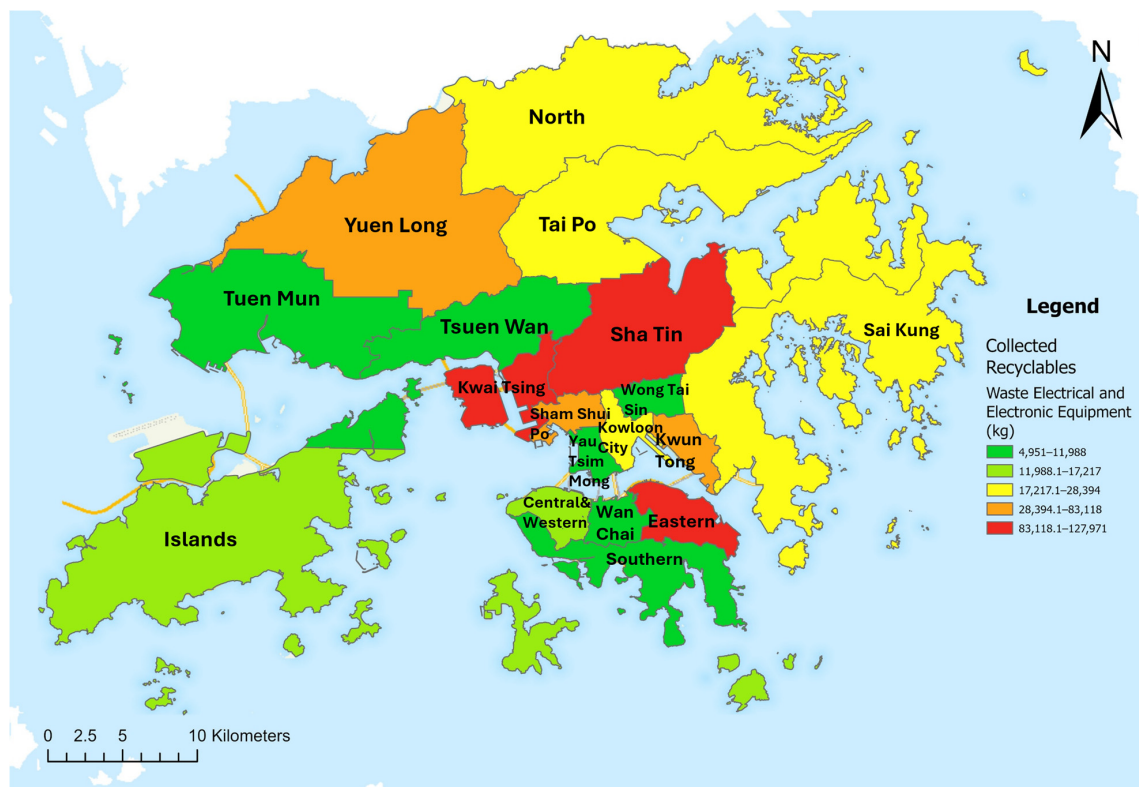 N
North
Yuen Long
Tai Po
Tuen Mun
Tsuen Wan
Sha Tin
Sai Kung
Kwai Tsing
Wong Tai
Sin
Sham Shui
Po
Kowloon
City
Kwun
Tong
Yau
Tsim
Mong
Central&
Western
Wan
Chai
Eastern
Southern
Islands
Legend
Collected
Recyclables
Waste Electrical and
Electronic Equipment
(kg)
4,951–11,988
11,988.1–17,217
17,217.1–28,394
28,394.1–83,118
83,118.1–127,971
0 2.5 5 10 Kilometers